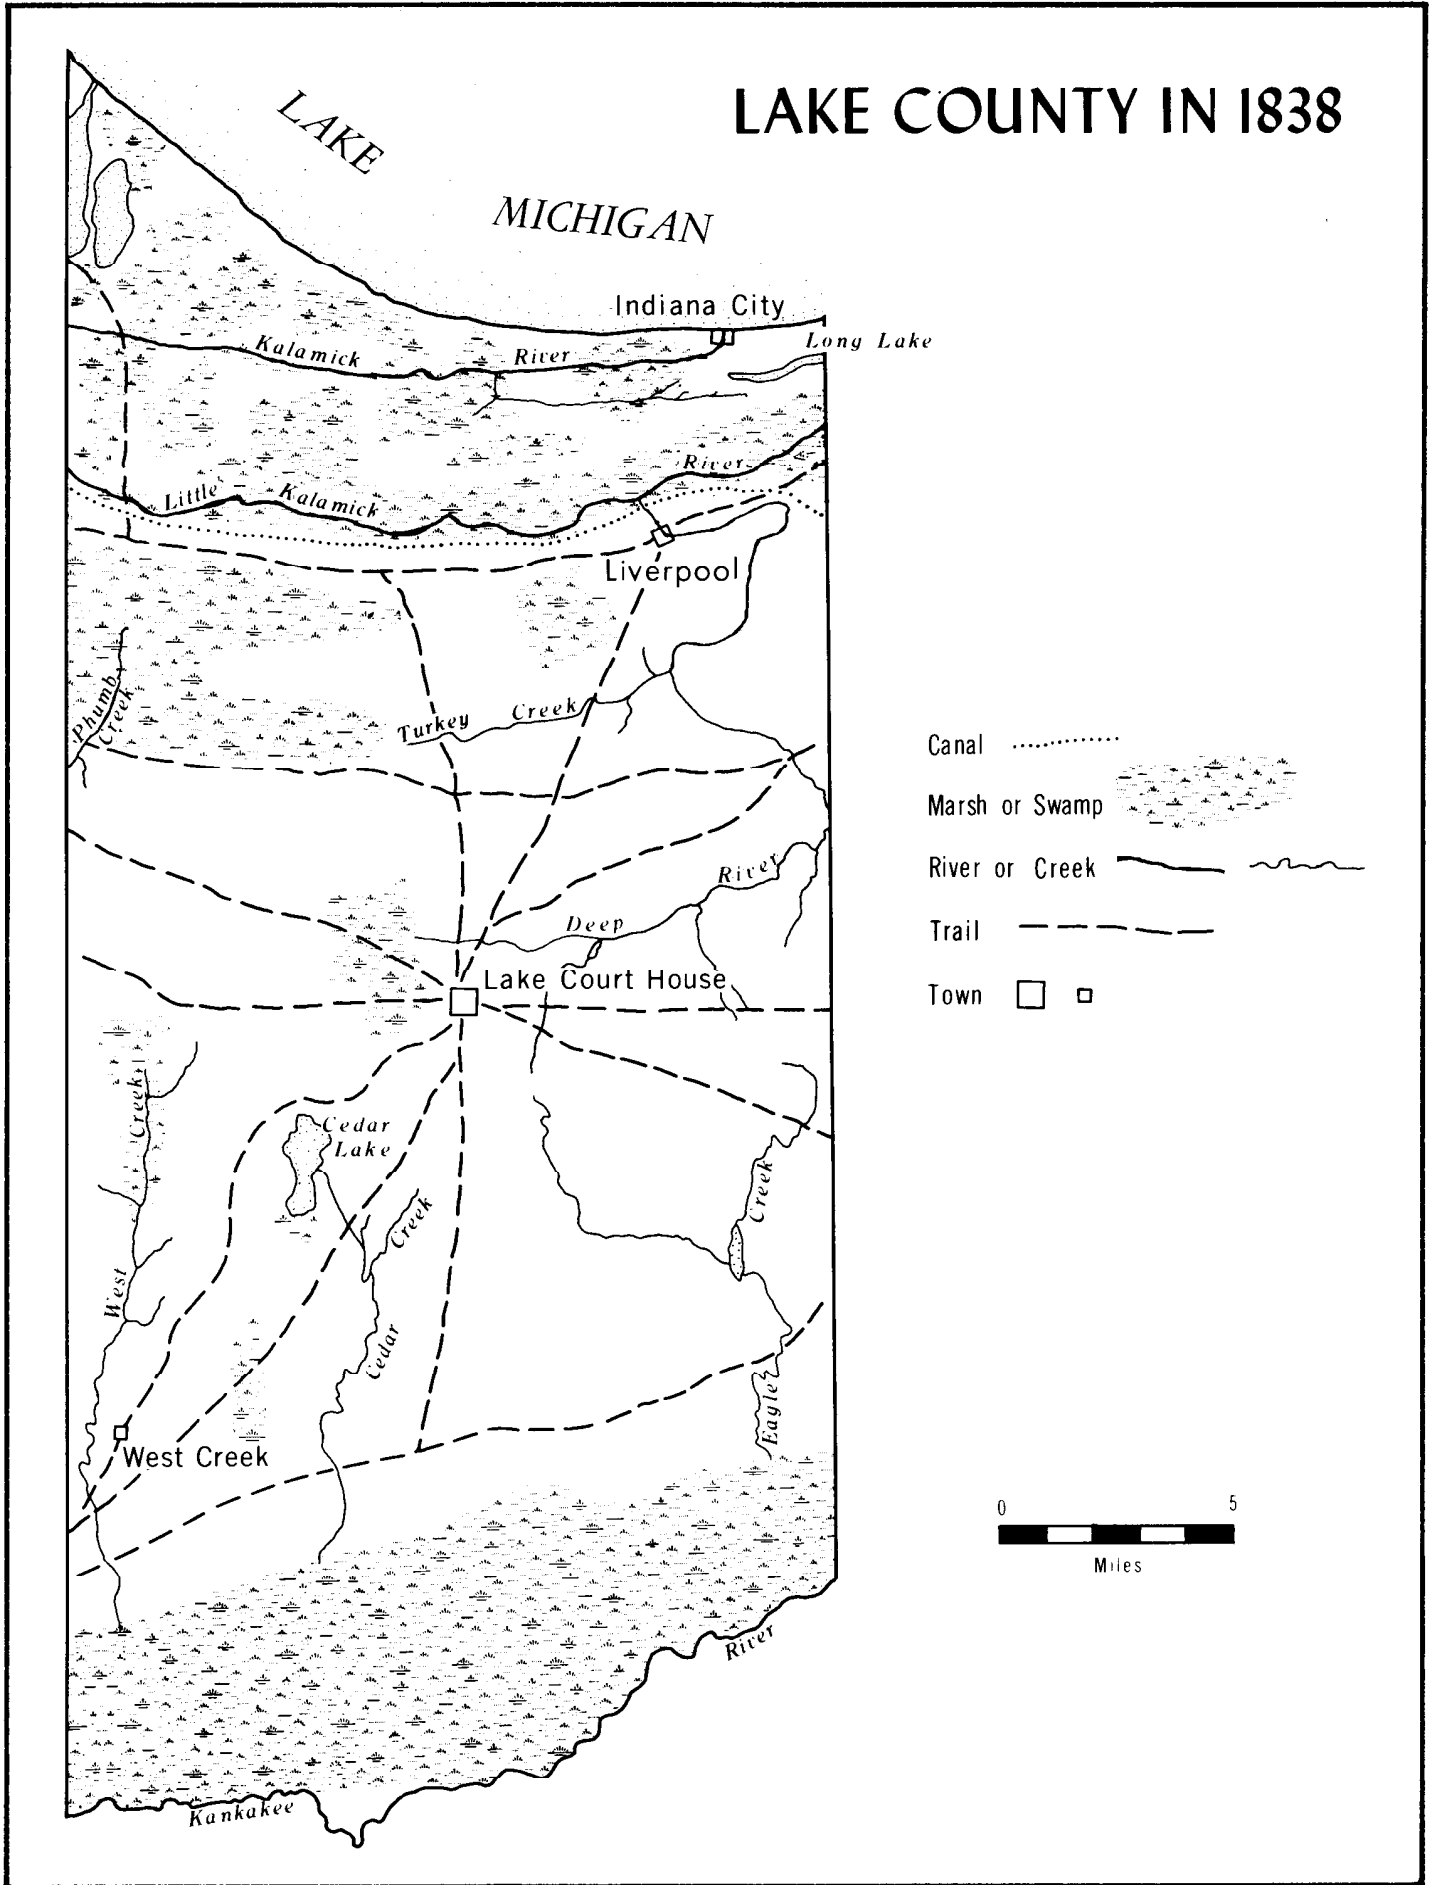 LAKE COUNTY IN 1838
LAKE
MICHIGAN
Indiana City
Long Lake
Kalamick
River
River
Little
Kalamick
Liverpool
Phumb
Creek
Turkey Creek
Canal
Marsh or Swamp
River or Creek
Trail
Town
River
Deep
Lake Court House
Creek
West
Cedar
Lake
Creek
Cedar
Creek
Eagle
West Creek
0 5
Miles
River
Kankakee